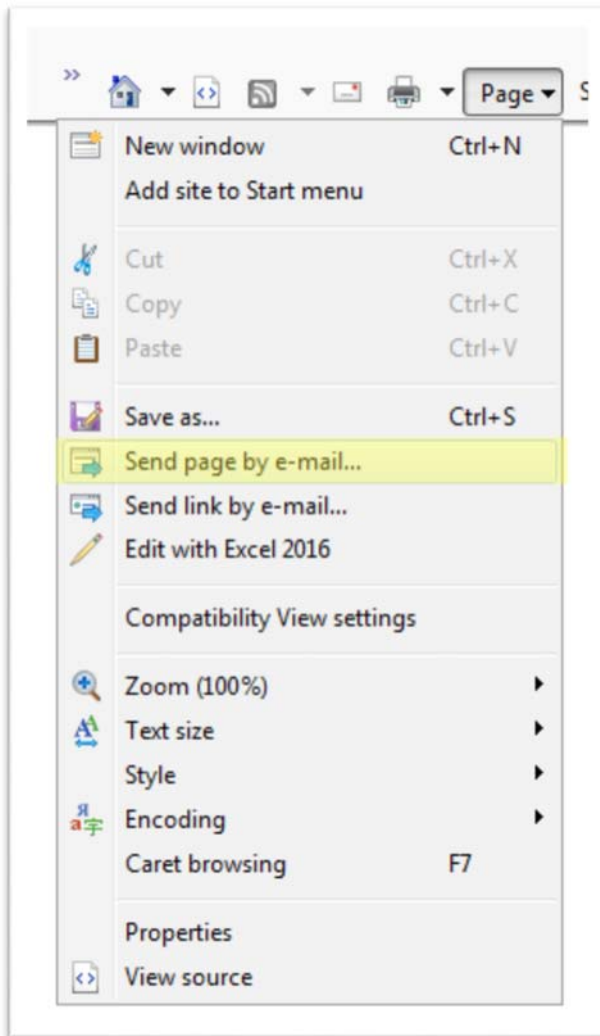 » Page ▾ S
New window Ctrl+N
Add site to Start menu
Cut Ctrl+X
Copy Ctrl+C
Paste Ctrl+V
Save as... Ctrl+S
Send page by e-mail...
Send link by e-mail...
Edit with Excel 2016
Compatibility View settings
Zoom (100%)
Text size
Style
Encoding
Caret browsing F7
Properties
View source